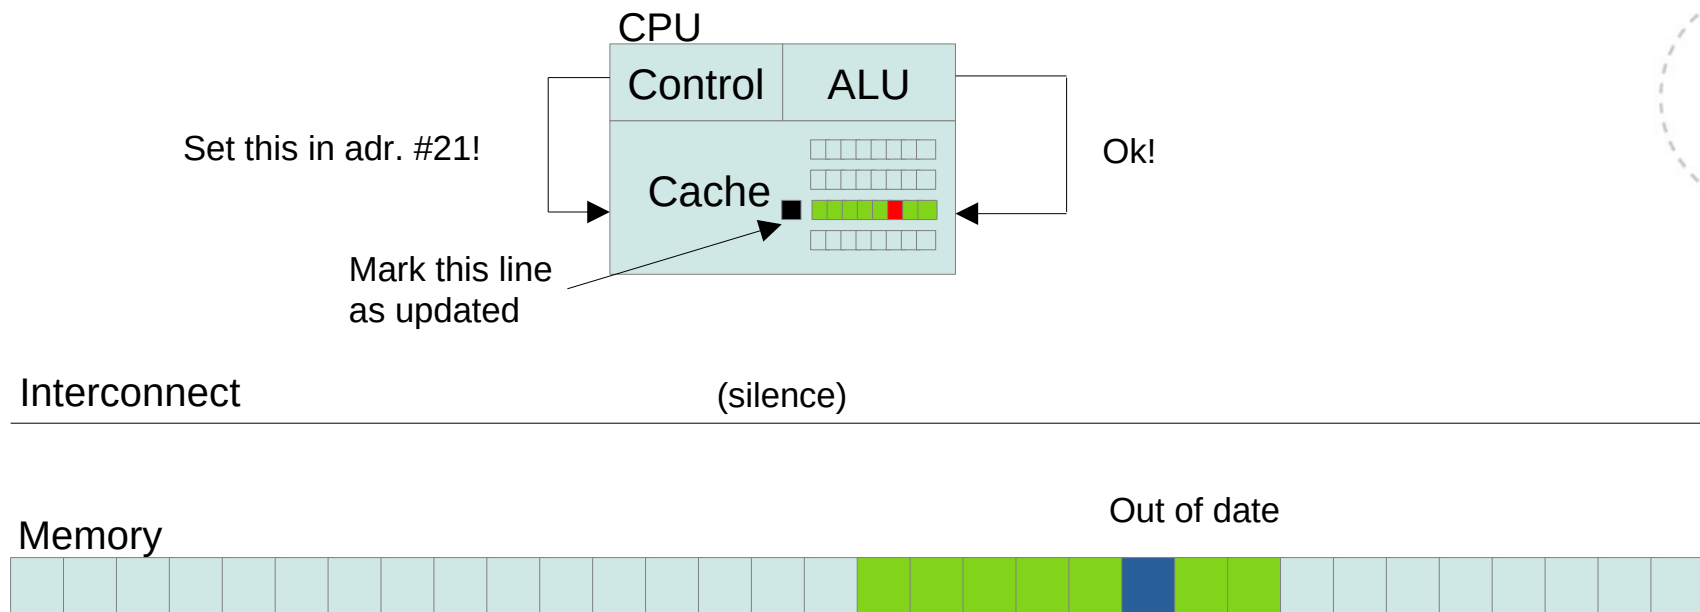 CPU
Control
ALU
Set this in adr. #21!
Ok!
Cache
Mark this line
as updated
Interconnect
(silence)
Out of date
Memory